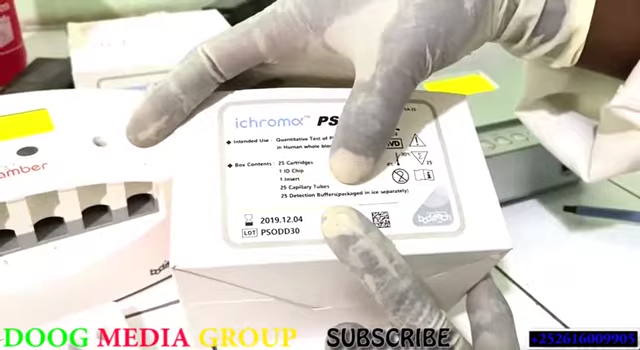 ichroma™ PS
Intended Use: Quantitative Test of P
in Human whole blo
Box Contents: 25 Cartridges
1 ID Chip
1 Insert
25 Capillary Tubes
25 Detection Buffers(packaged in ice separately)
2019.12.04
LOT PSODD30
IVD
25
boditech
amber
DOOG MEDIA GROUP SUBSCRIBE +252616009905